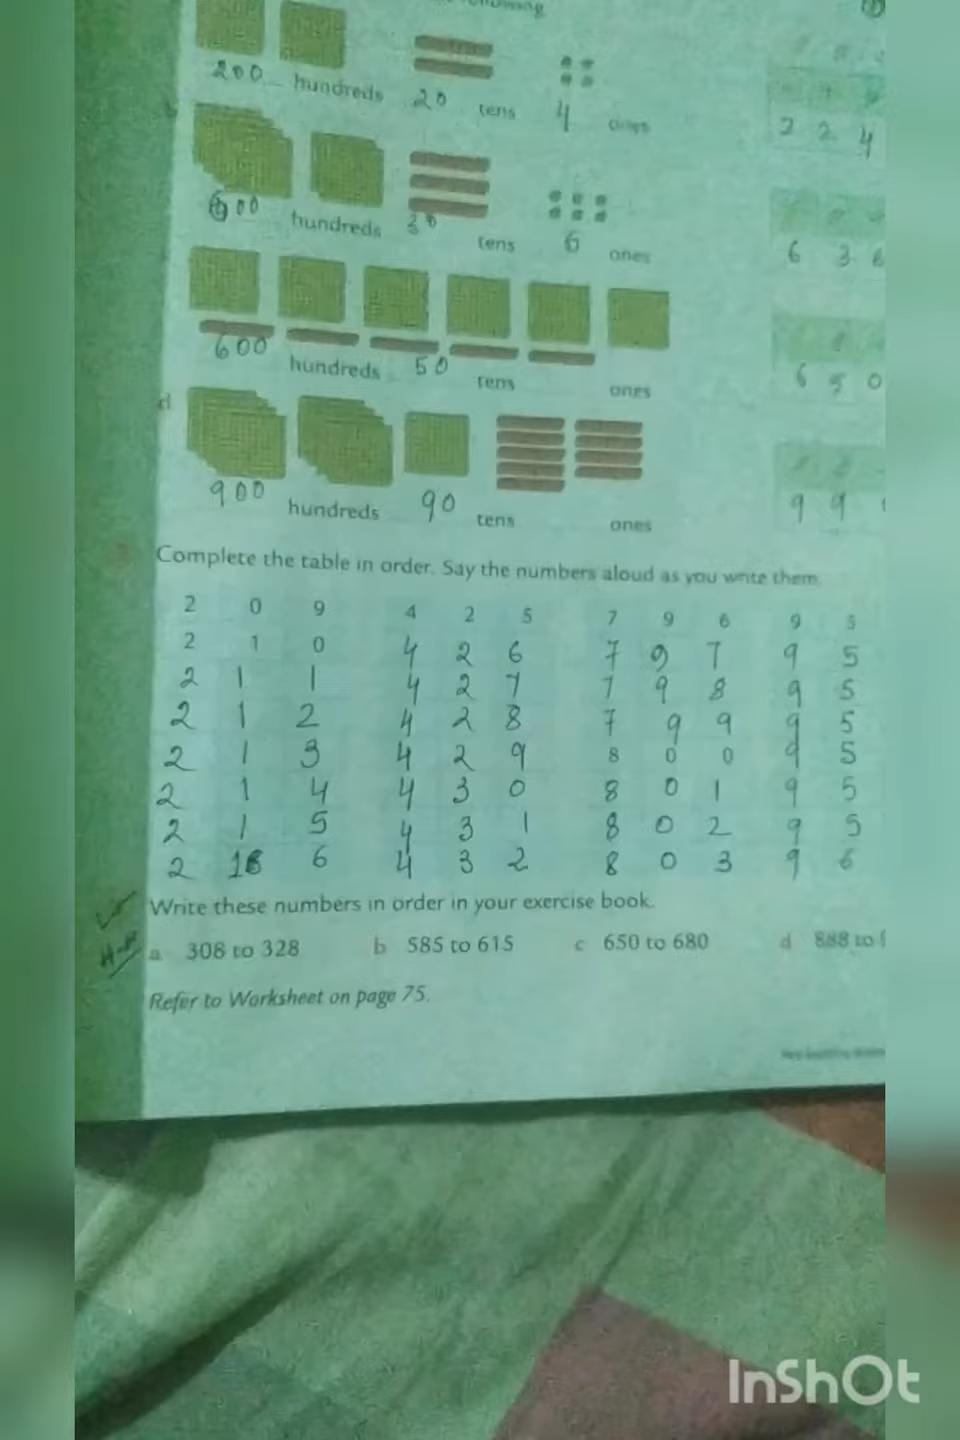 200 hundreds 20 tens 4 ones 2 2 4
600 hundreds 30 tens 6 ones 6 3 6
600 hundreds 50 tens ones 6 5 0
d
900 hundreds 90 tens ones 9 9
Complete the table in order. Say the numbers aloud as you write them.
2 0 9 4 2 5 7 9 6 9 5
2 1 0 4 2 6 7 9 7 9 5
2 1 1 4 2 7 7 9 8 9 5
2 1 2 4 2 8 7 9 9 9 5
2 1 3 4 2 9 8 0 0 9 5
2 1 4 4 3 0 8 0 1 9 5
2 1 5 4 3 1 8 0 2 9 5
2 1 6 4 3 2 8 0 3 9 6
Write these numbers in order in your exercise book.
a 308 to 328 b 585 to 615 c 650 to 680 d 888 to
Refer to Worksheet on page 75.
InShOt